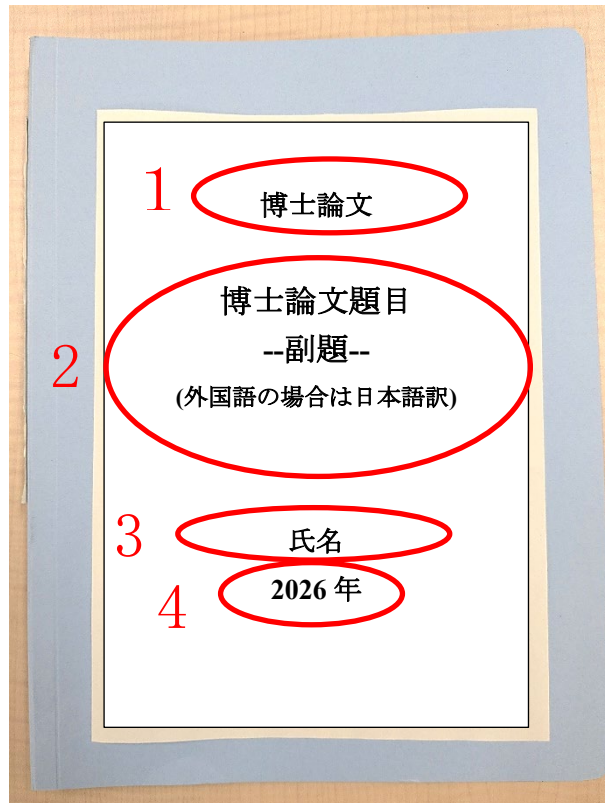 1
博士論文
2
博士論文題目
--副題--
(外国語の場合は日本語訳)
3
氏名
4
2026 年